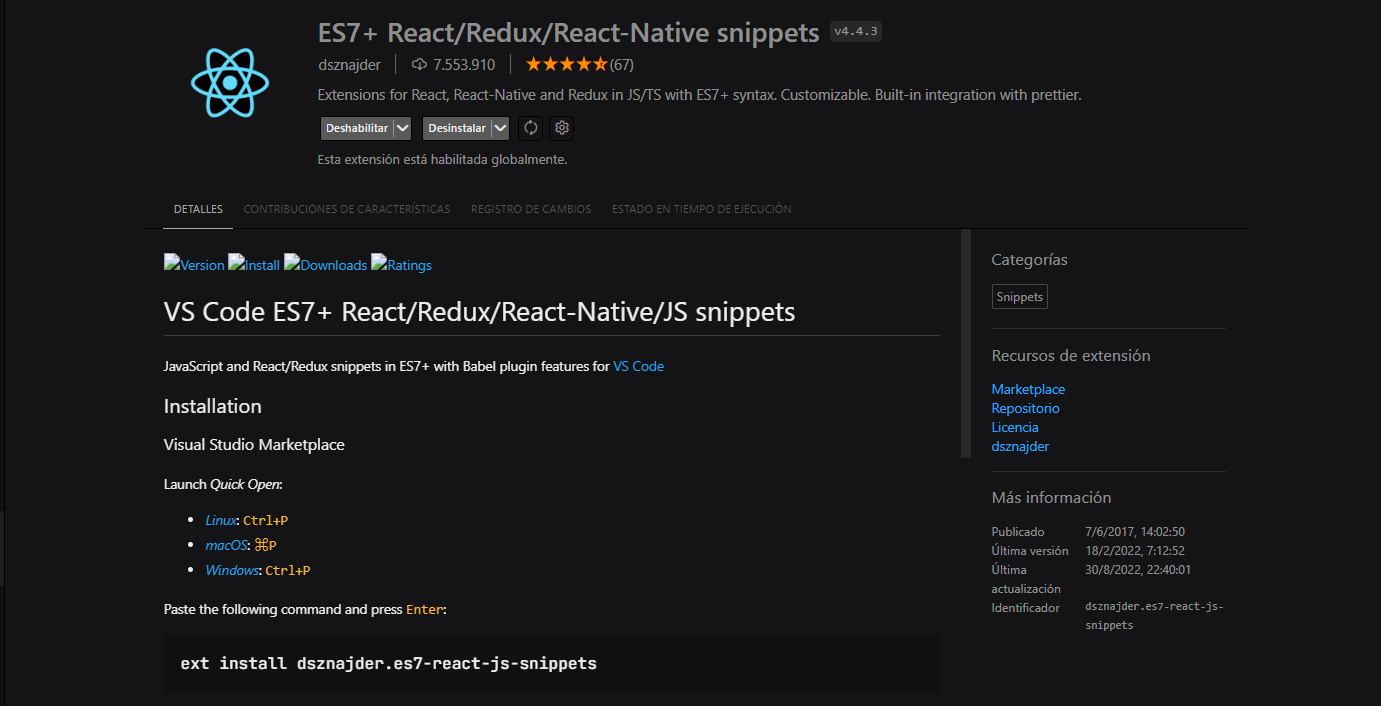 ES7+ React/Redux/React-Native snippets v4.4.3
dsznajder 7.553.910 (67)
Extensions for React, React-Native and Redux in JS/TS with ES7+ syntax. Customizable. Built-in integration with prettier.
Deshabilitar Desinstalar
Esta extensión está habilitada globalmente.
DETALLES CONTRIBUCIONES DE CARACTERÍSTICAS REGISTRO DE CAMBIOS ESTADO EN TIEMPO DE EJECUCIÓN
Version Install Downloads Ratings
VS Code ES7+ React/Redux/React-Native/JS snippets
JavaScript and React/Redux snippets in ES7+ with Babel plugin features for VS Code
Installation
Visual Studio Marketplace
Launch Quick Open:
• Linux: Ctrl+P
• macOS: ⌘P
• Windows: Ctrl+P
Paste the following command and press Enter:
ext install dsznajder.es7-react-js-snippets
Categorías
Snippets
Recursos de extensión
Marketplace
Repositorio
Licencia
dsznajder
Más información
Publicado 7/6/2017, 14:02:50
Última versión 18/2/2022, 7:12:52
Última 30/8/2022, 22:40:01
actualización
Identificador dsznajder.es7-react-js-
snippets